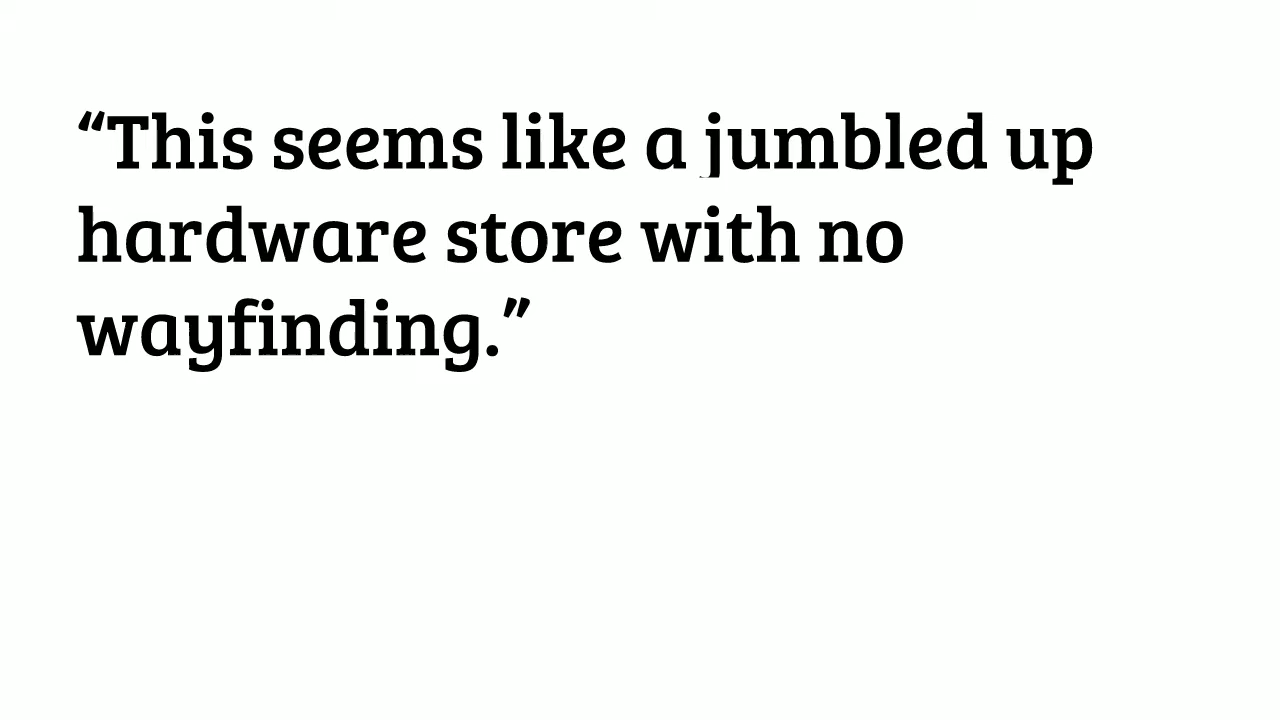 “This seems like a jumbled up
hardware store with no
wayfinding.”